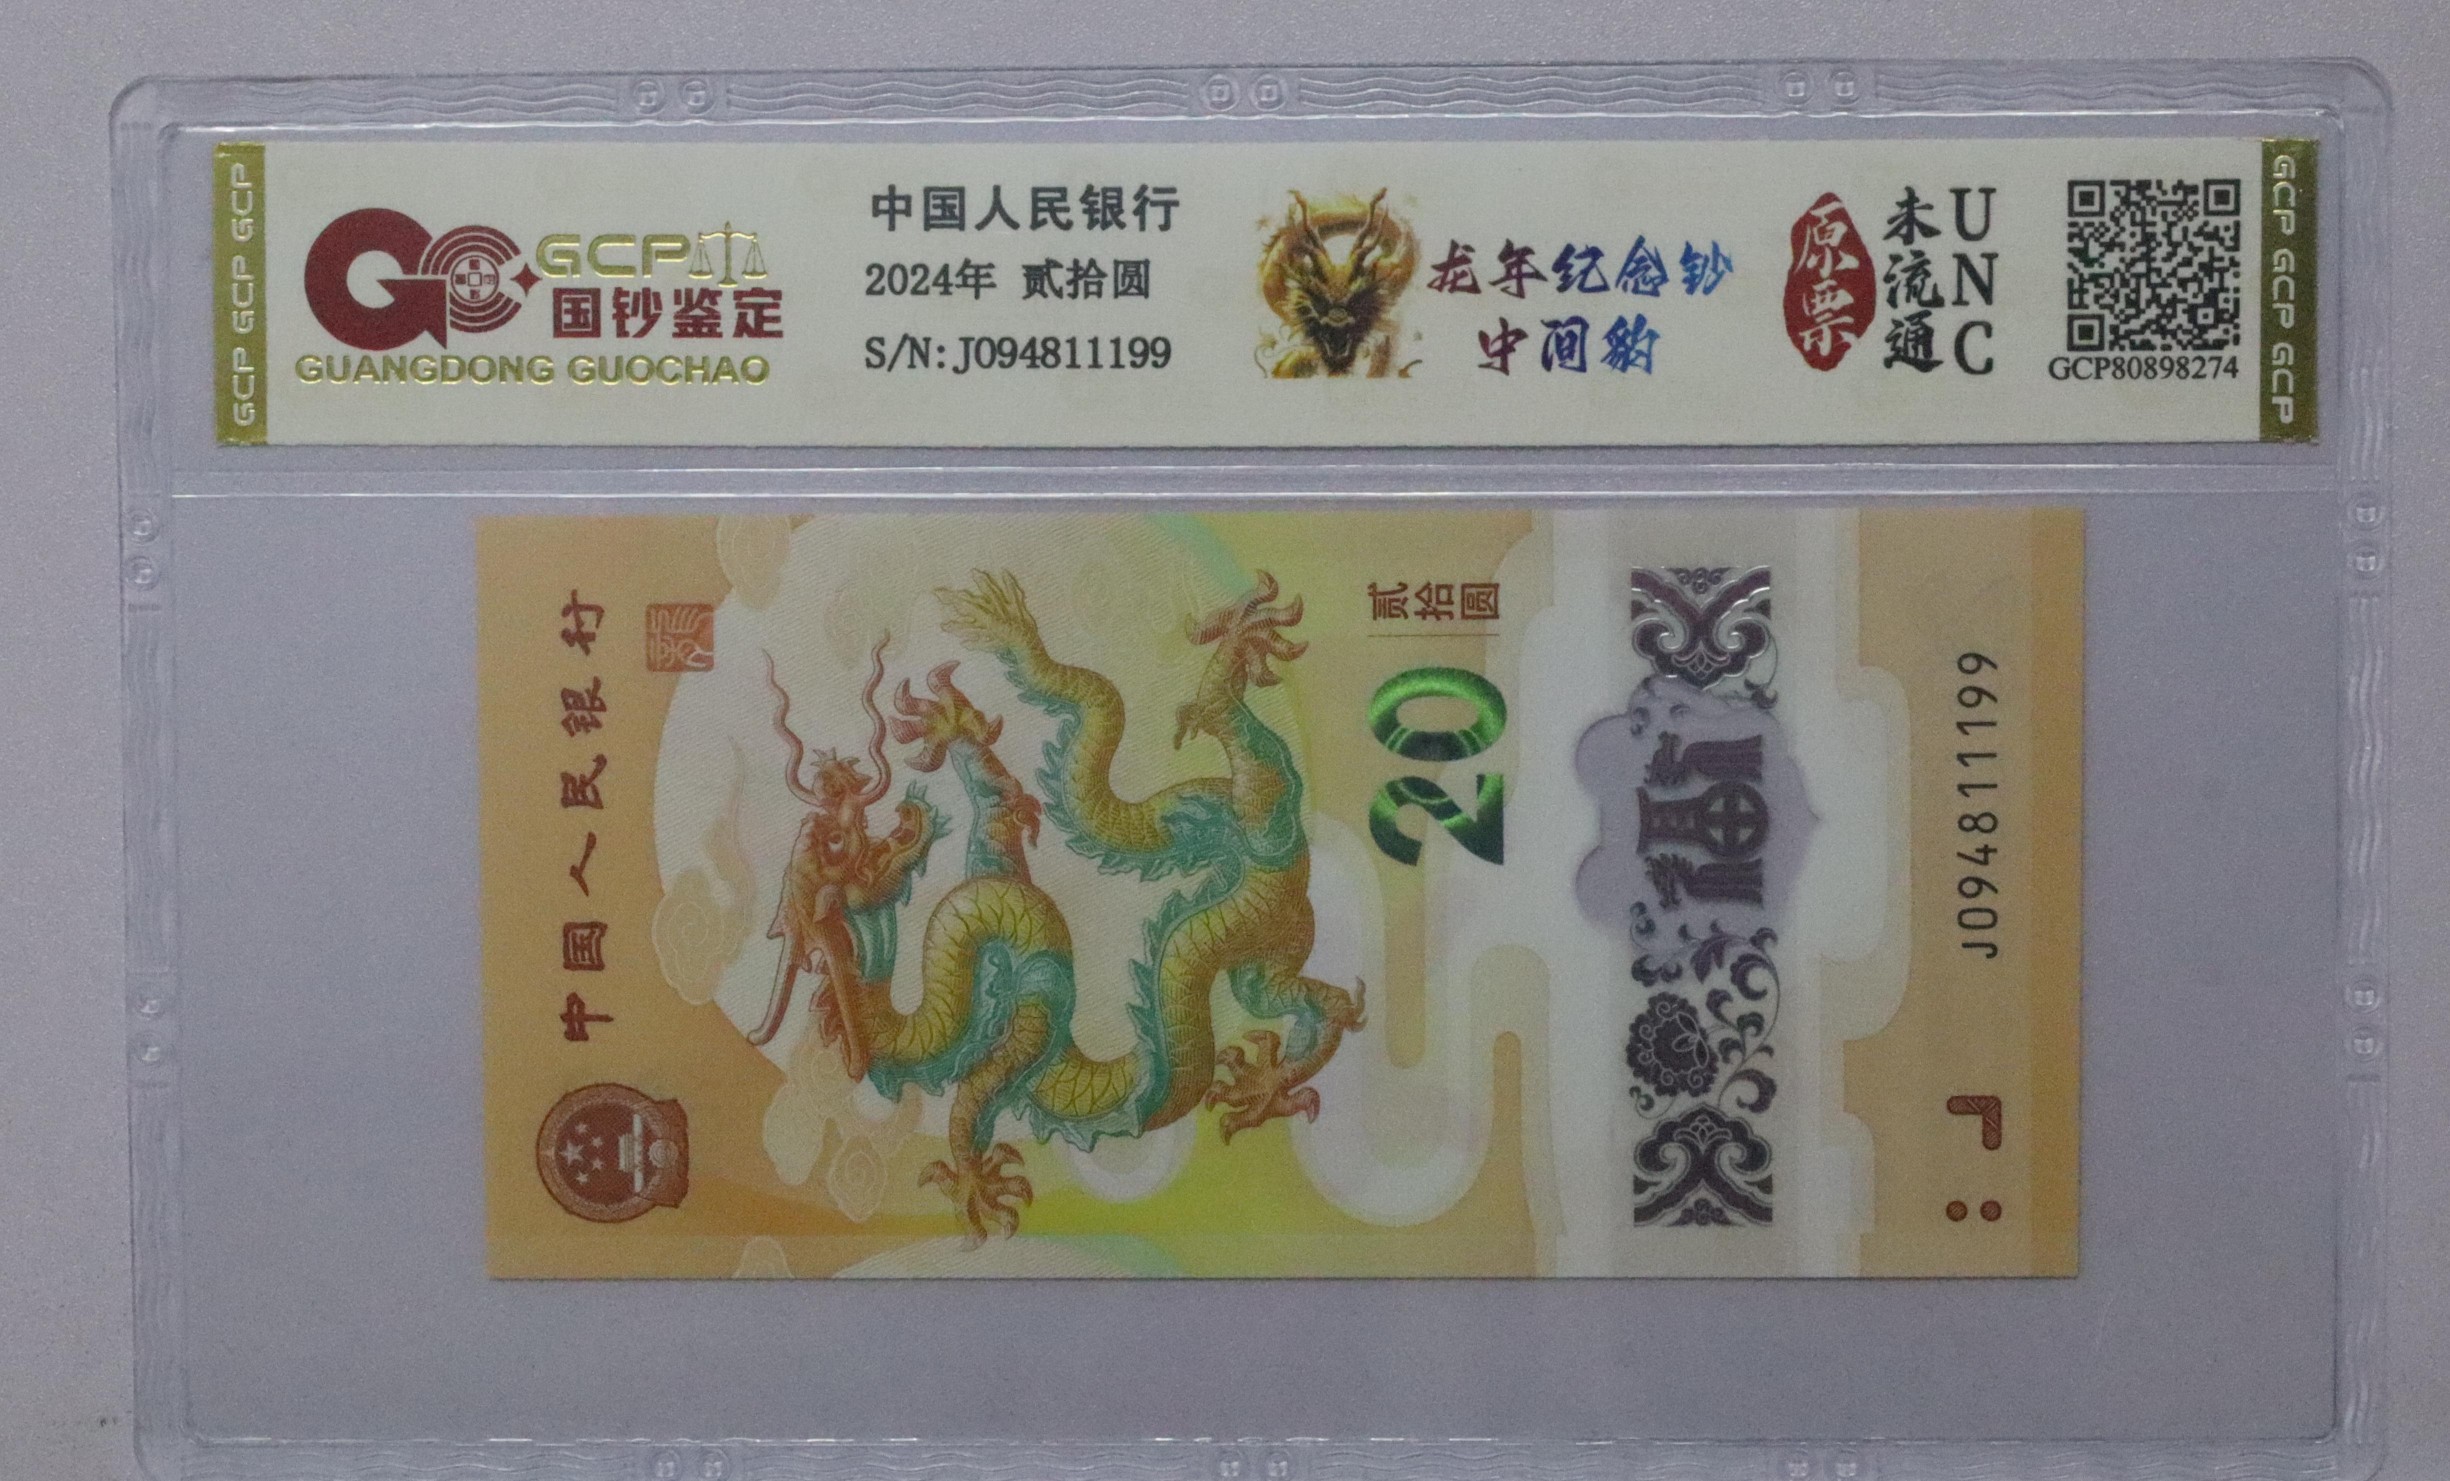 GCP GCP GCP
GCP
国钞鉴定
GUANGDONG GUOCHAO
中国人民银行
2024年 贰拾圆
S/N:J094811199
龙年纪念钞
中间豹
原票
未流通
UNC
GCP80898274
GCP GCP GCP
中国人民银行
贰拾圆
20
福
J094811199